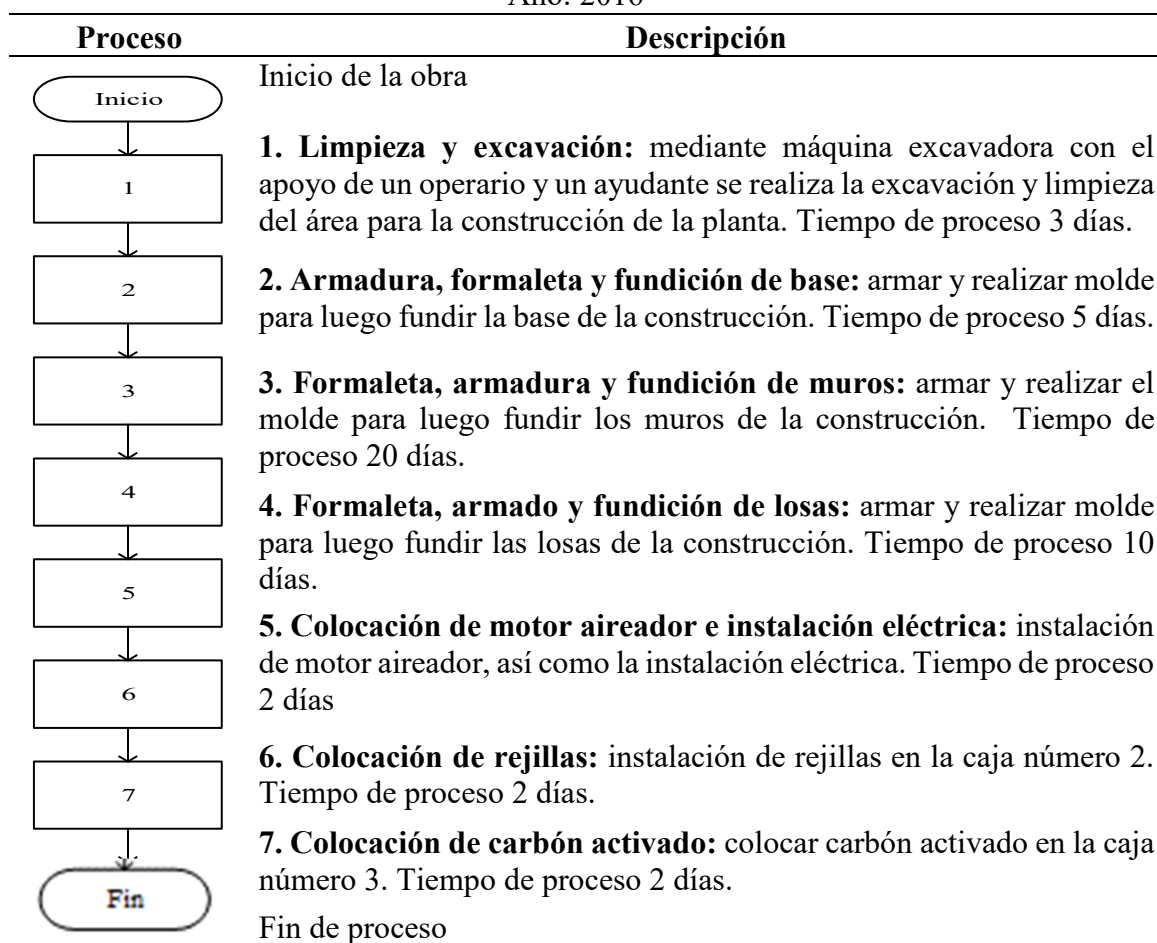 Año: 2016
Proceso Descripción
Inicio
Inicio de la obra
1
1. Limpieza y excavación: mediante máquina excavadora con el
apoyo de un operario y un ayudante se realiza la excavación y limpieza
del área para la construcción de la planta. Tiempo de proceso 3 días.
2
2. Armadura, formaleta y fundición de base: armar y realizar molde
para luego fundir la base de la construcción. Tiempo de proceso 5 días.
3
3. Formaleta, armadura y fundición de muros: armar y realizar el
molde para luego fundir los muros de la construcción. Tiempo de
proceso 20 días.
4
4. Formaleta, armado y fundición de losas: armar y realizar molde
para luego fundir las losas de la construcción. Tiempo de proceso 10
días.
5
5. Colocación de motor aireador e instalación eléctrica: instalación
de motor aireador, así como la instalación eléctrica. Tiempo de proceso
2 días
6
6. Colocación de rejillas: instalación de rejillas en la caja número 2.
Tiempo de proceso 2 días.
7
7. Colocación de carbón activado: colocar carbón activado en la caja
número 3. Tiempo de proceso 2 días.
Fin
Fin de proceso